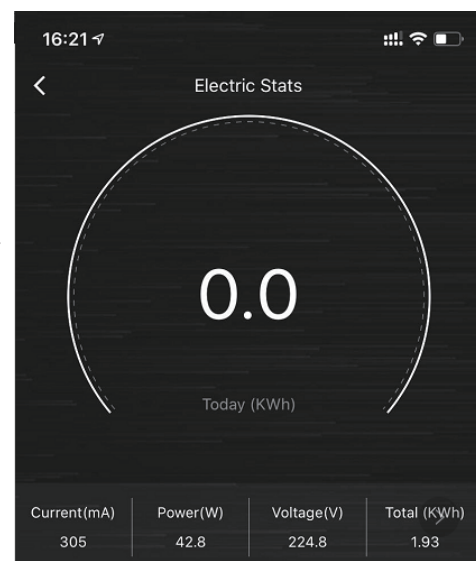 16:21
Electric Stats
0.0
Today (KWh)
Current(mA) Power(W) Voltage(V) Total (KWh)
305 42.8 224.8 1.93